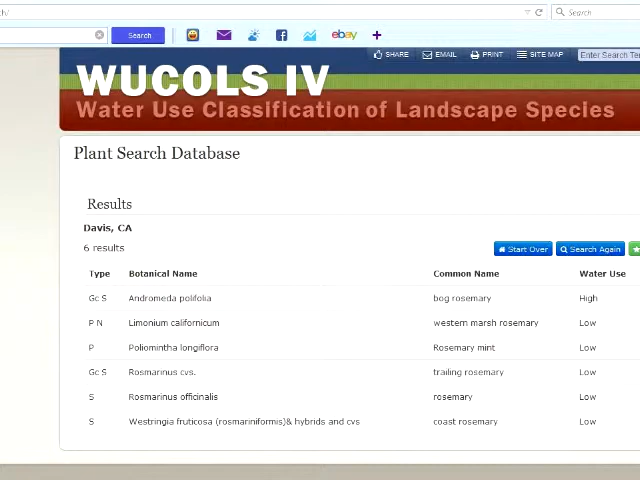 h/
Search
Search
ebay
SHARE EMAIL PRINT SITE MAP Enter Search Te
WUCOLS IV
Water Use Classification of Landscape Species
Plant Search Database
Results
Davis, CA
6 results
Start Over Search Again
Type Botanical Name Common Name Water Use
Gc S Andromeda polifolia bog rosemary High
P N Limonium californicum western marsh rosemary Low
P Poliomintha longiflora Rosemary mint Low
Gc S Rosmarinus cvs. trailing rosemary Low
S Rosmarinus officinalis rosemary Low
S Westringia fruticosa (rosmariniformis)& hybrids and cvs coast rosemary Low